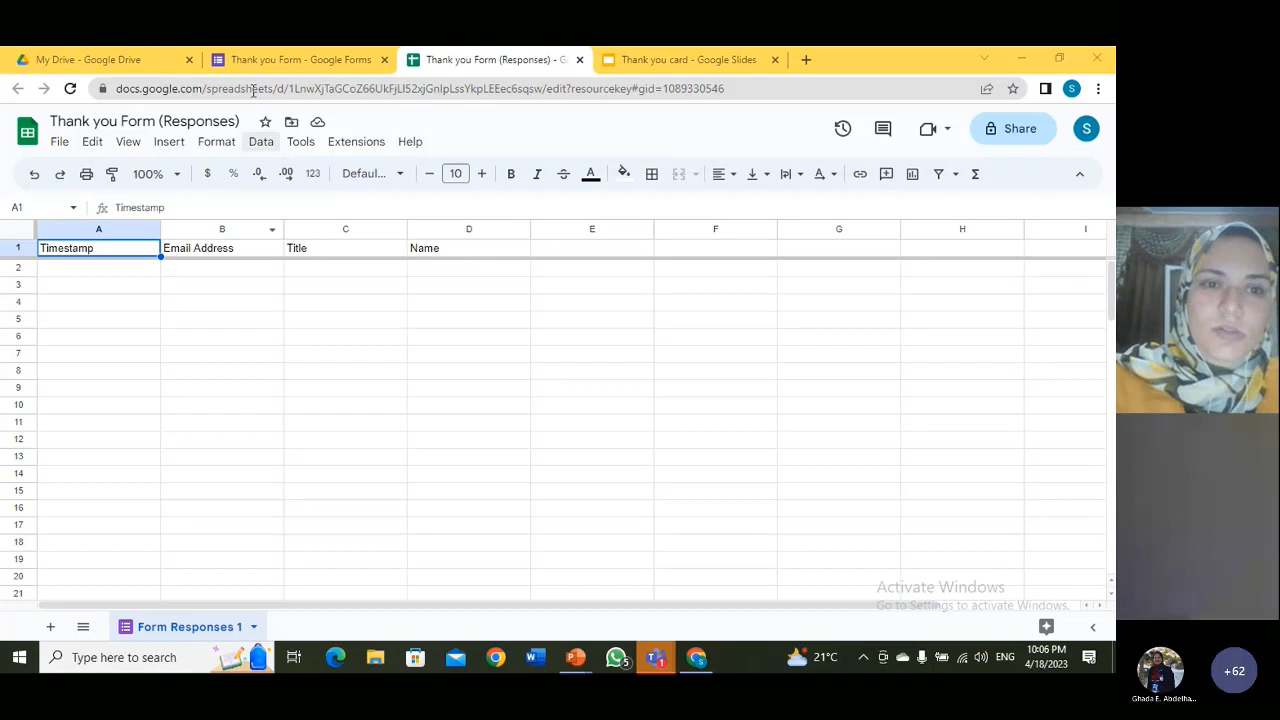 My Drive - Google Drive
Thank you Form - Google Forms
Thank you Form (Responses) - G
Thank you card - Google Slides
docs.google.com/spreadsheets/d/1LnwXjTaGCoZ66UkFjLI52xjGnIpLssYkpLEEec6sqsw/edit?resourcekey#gid=1089330546
S
Thank you Form (Responses)
Share
S
File Edit View Insert Format Data Tools Extensions Help
100% $ % .0 .00 123 Defaul... 10 B I A
A1 fx Timestamp
A B C D E F G H I
1 Timestamp Email Address Title Name
2
3
4
5
6
7
8
9
10
11
12
13
14
15
16
17
18
19
20
21
Activate Windows
Go to Settings to activate Windows.
Form Responses 1
Type here to search
W
P
5
T
1
21°C
ENG
10:06 PM
4/18/2023
Ghada E. Abdelha...
+62